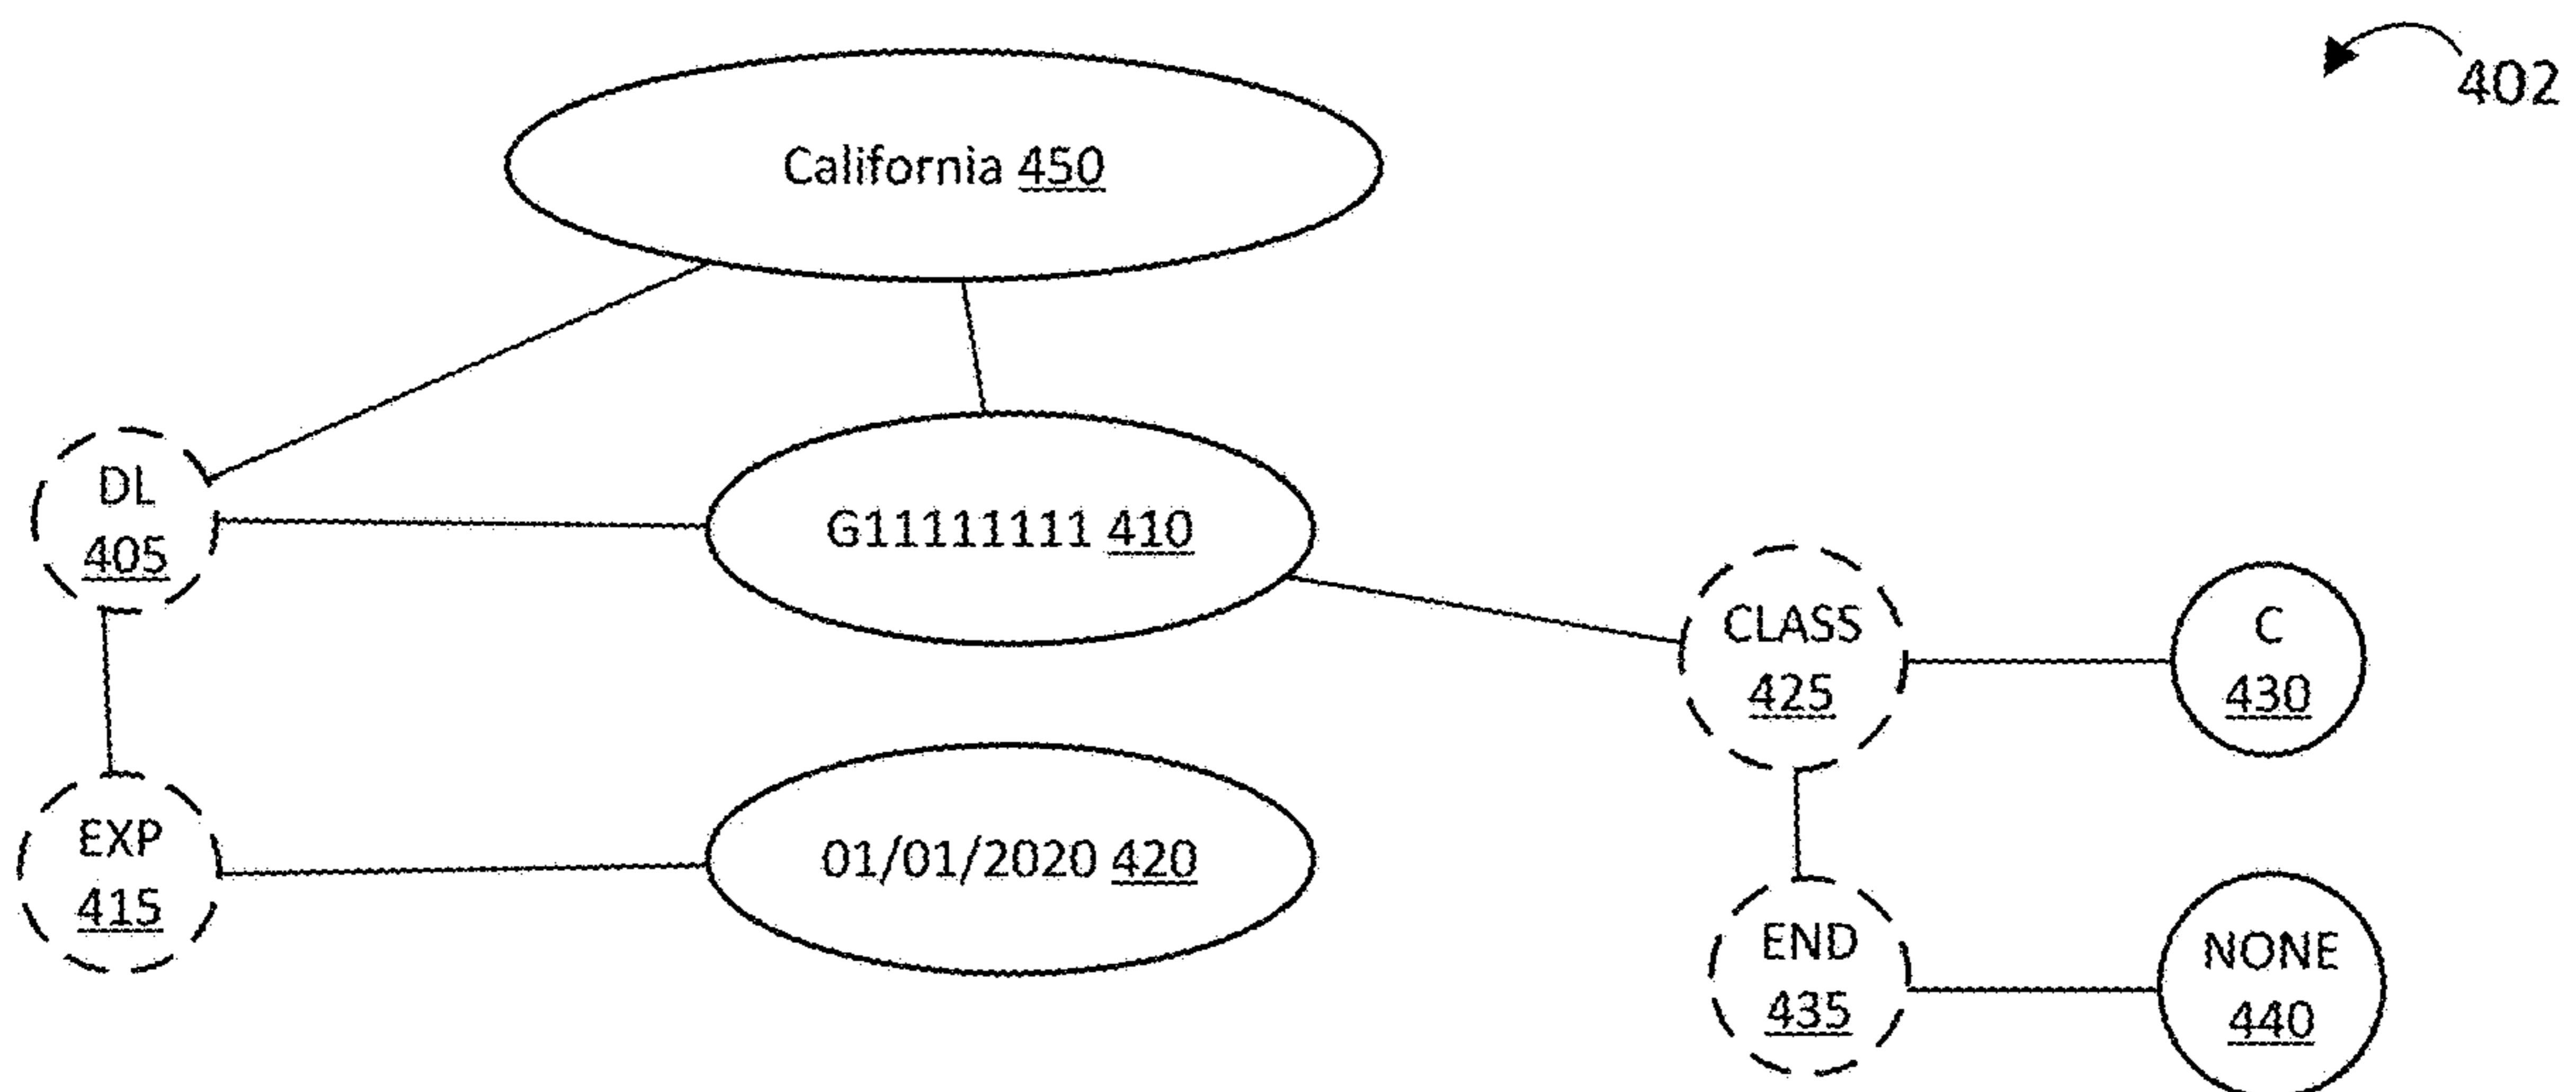 402
California 450
DL
405
G11111111 410
CLASS
425
C
430
EXP
415
01/01/2020 420
END
435
NONE
440